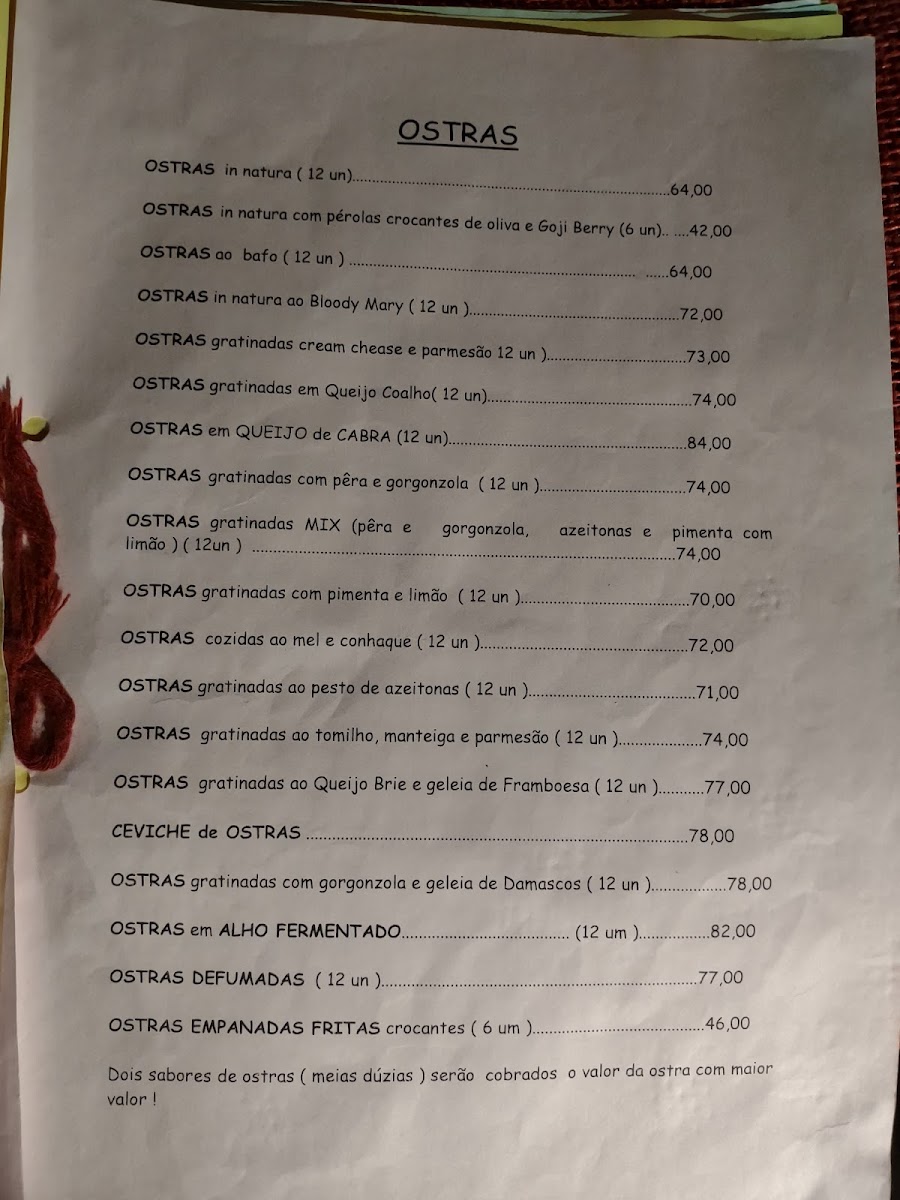 OSTRAS
OSTRAS in natura ( 12 un)..........................................................................64,00
OSTRAS in natura com pérolas crocantes de oliva e Goji Berry (6 un).. ....42,00
OSTRAS ao bafo ( 12 un ) .................................................................... ......64,00
OSTRAS in natura ao Bloody Mary ( 12 un )..................................................72,00
OSTRAS gratinadas cream chease e parmesão 12 un ).................................73,00
OSTRAS gratinadas em Queijo Coalho( 12 un).................................................74,00
OSTRAS em QUEIJO de CABRA (12 un).........................................................84,00
OSTRAS gratinadas com pêra e gorgonzola ( 12 un )...................................74,00
OSTRAS gratinadas MIX (pêra e gorgonzola, azeitonas e pimenta com
limão ) ( 12un ) .....................................................................................................74,00
OSTRAS gratinadas com pimenta e limão ( 12 un )........................................70,00
OSTRAS cozidas ao mel e conhaque ( 12 un ).................................................72,00
OSTRAS gratinadas ao pesto de azeitonas ( 12 un )........................................71,00
OSTRAS gratinadas ao tomilho, manteiga e parmesão ( 12 un )....................74,00
OSTRAS gratinadas ao Queijo Brie e geleia de Framboesa ( 12 un )...........77,00
CEVICHE de OSTRAS ...........................................................................................78,00
OSTRAS gratinadas com gorgonzola e geleia de Damascos ( 12 un )..................78,00
OSTRAS em ALHO FERMENTADO........................................ (12 um ).................82,00
OSTRAS DEFUMADAS ( 12 un )...........................................................................77,00
OSTRAS EMPANADAS FRITAS crocantes ( 6 um ).........................................46,00
Dois sabores de ostras ( meias dúzias ) serão cobrados o valor da ostra com maior
valor !